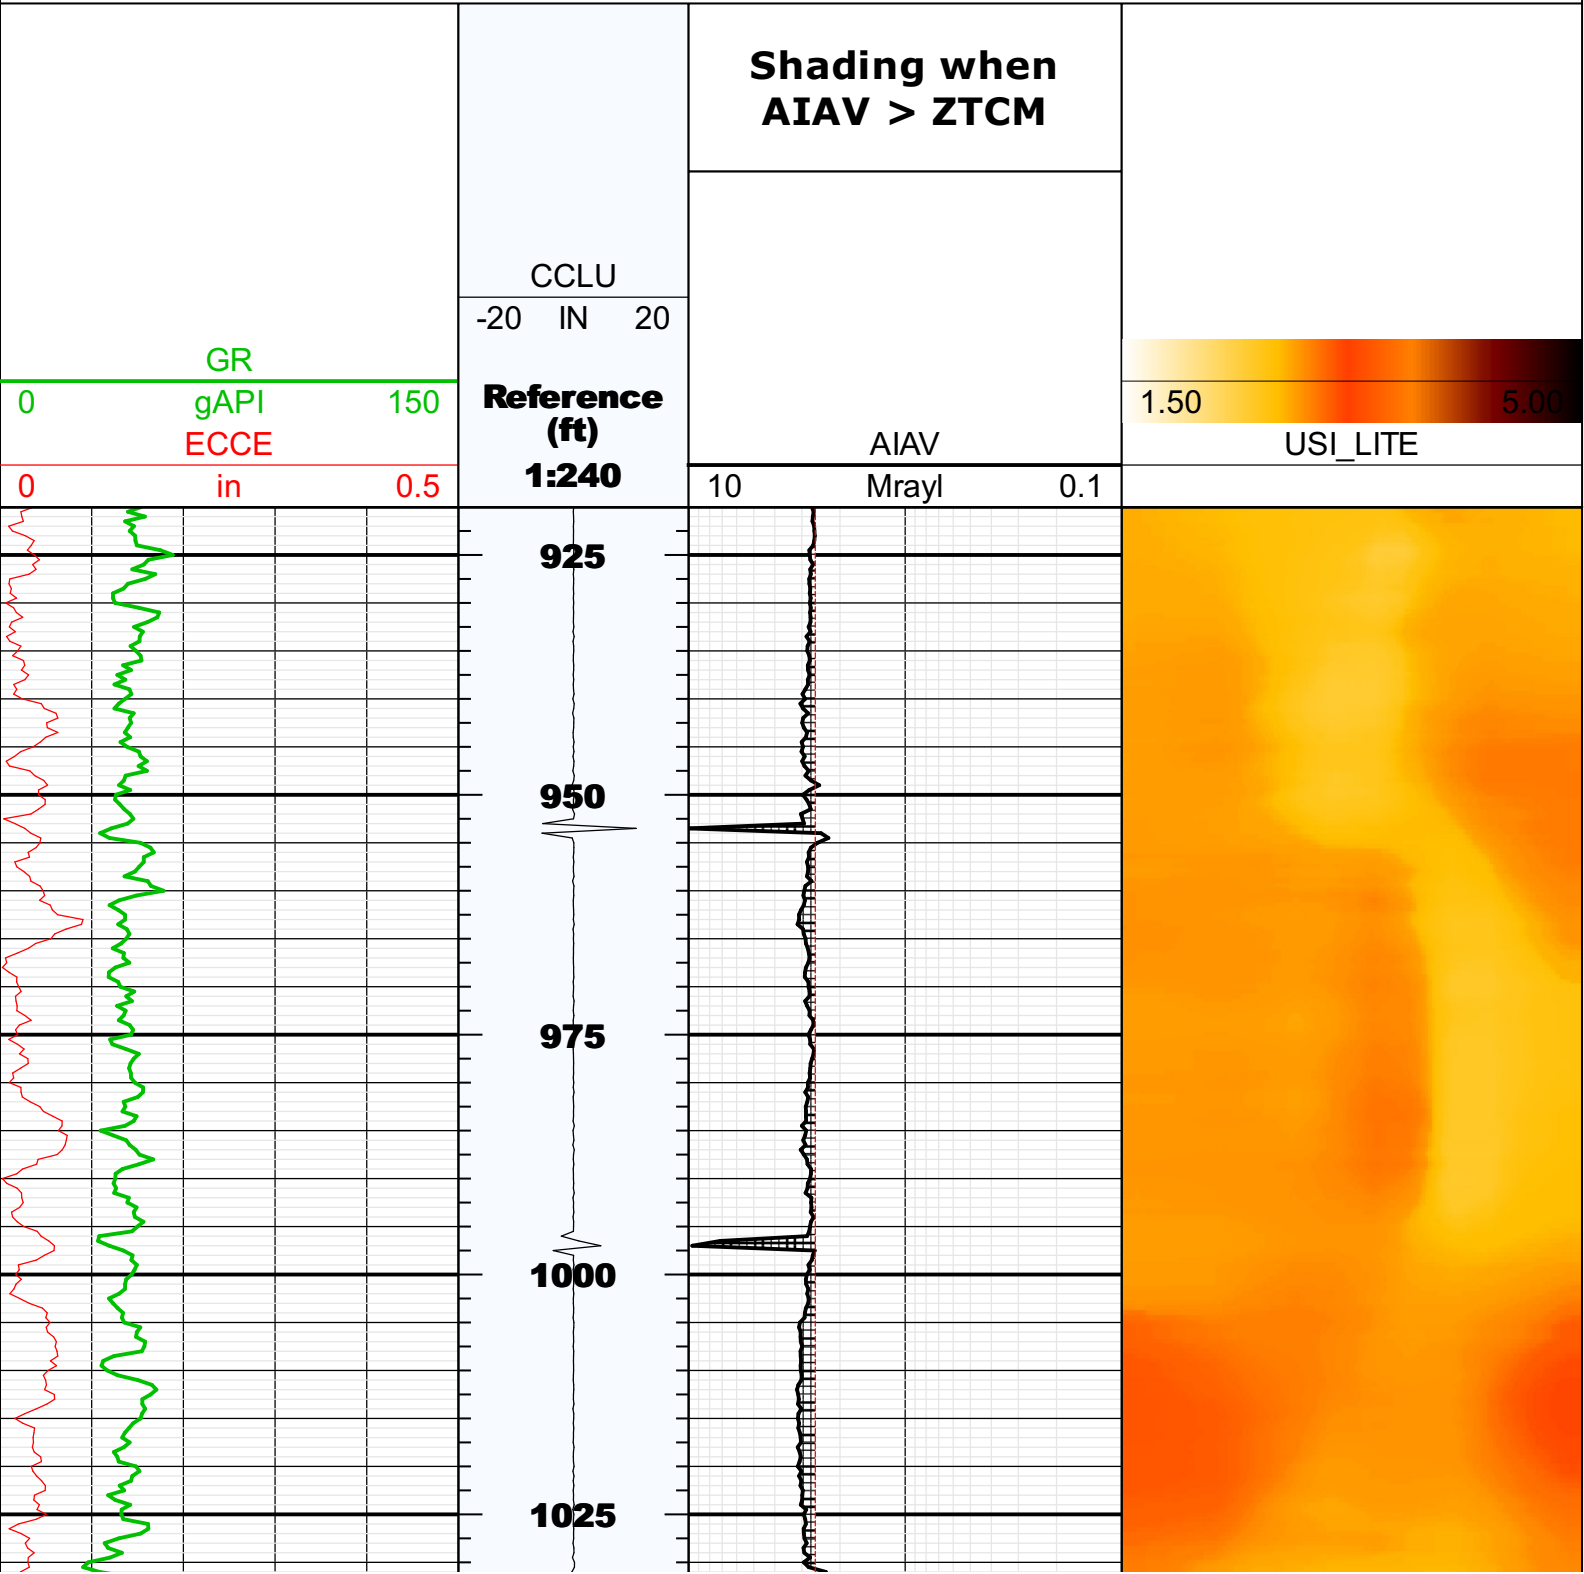 Shading when
AIAV > ZTCM
CCLU
-20 IN 20
GR
0 gAPI 150
ECCE
0 in 0.5
Reference
(ft)
1:240
AIAV
10 Mrayl 0.1
1.50 5.00
USI_LITE
925
950
975
1000
1025